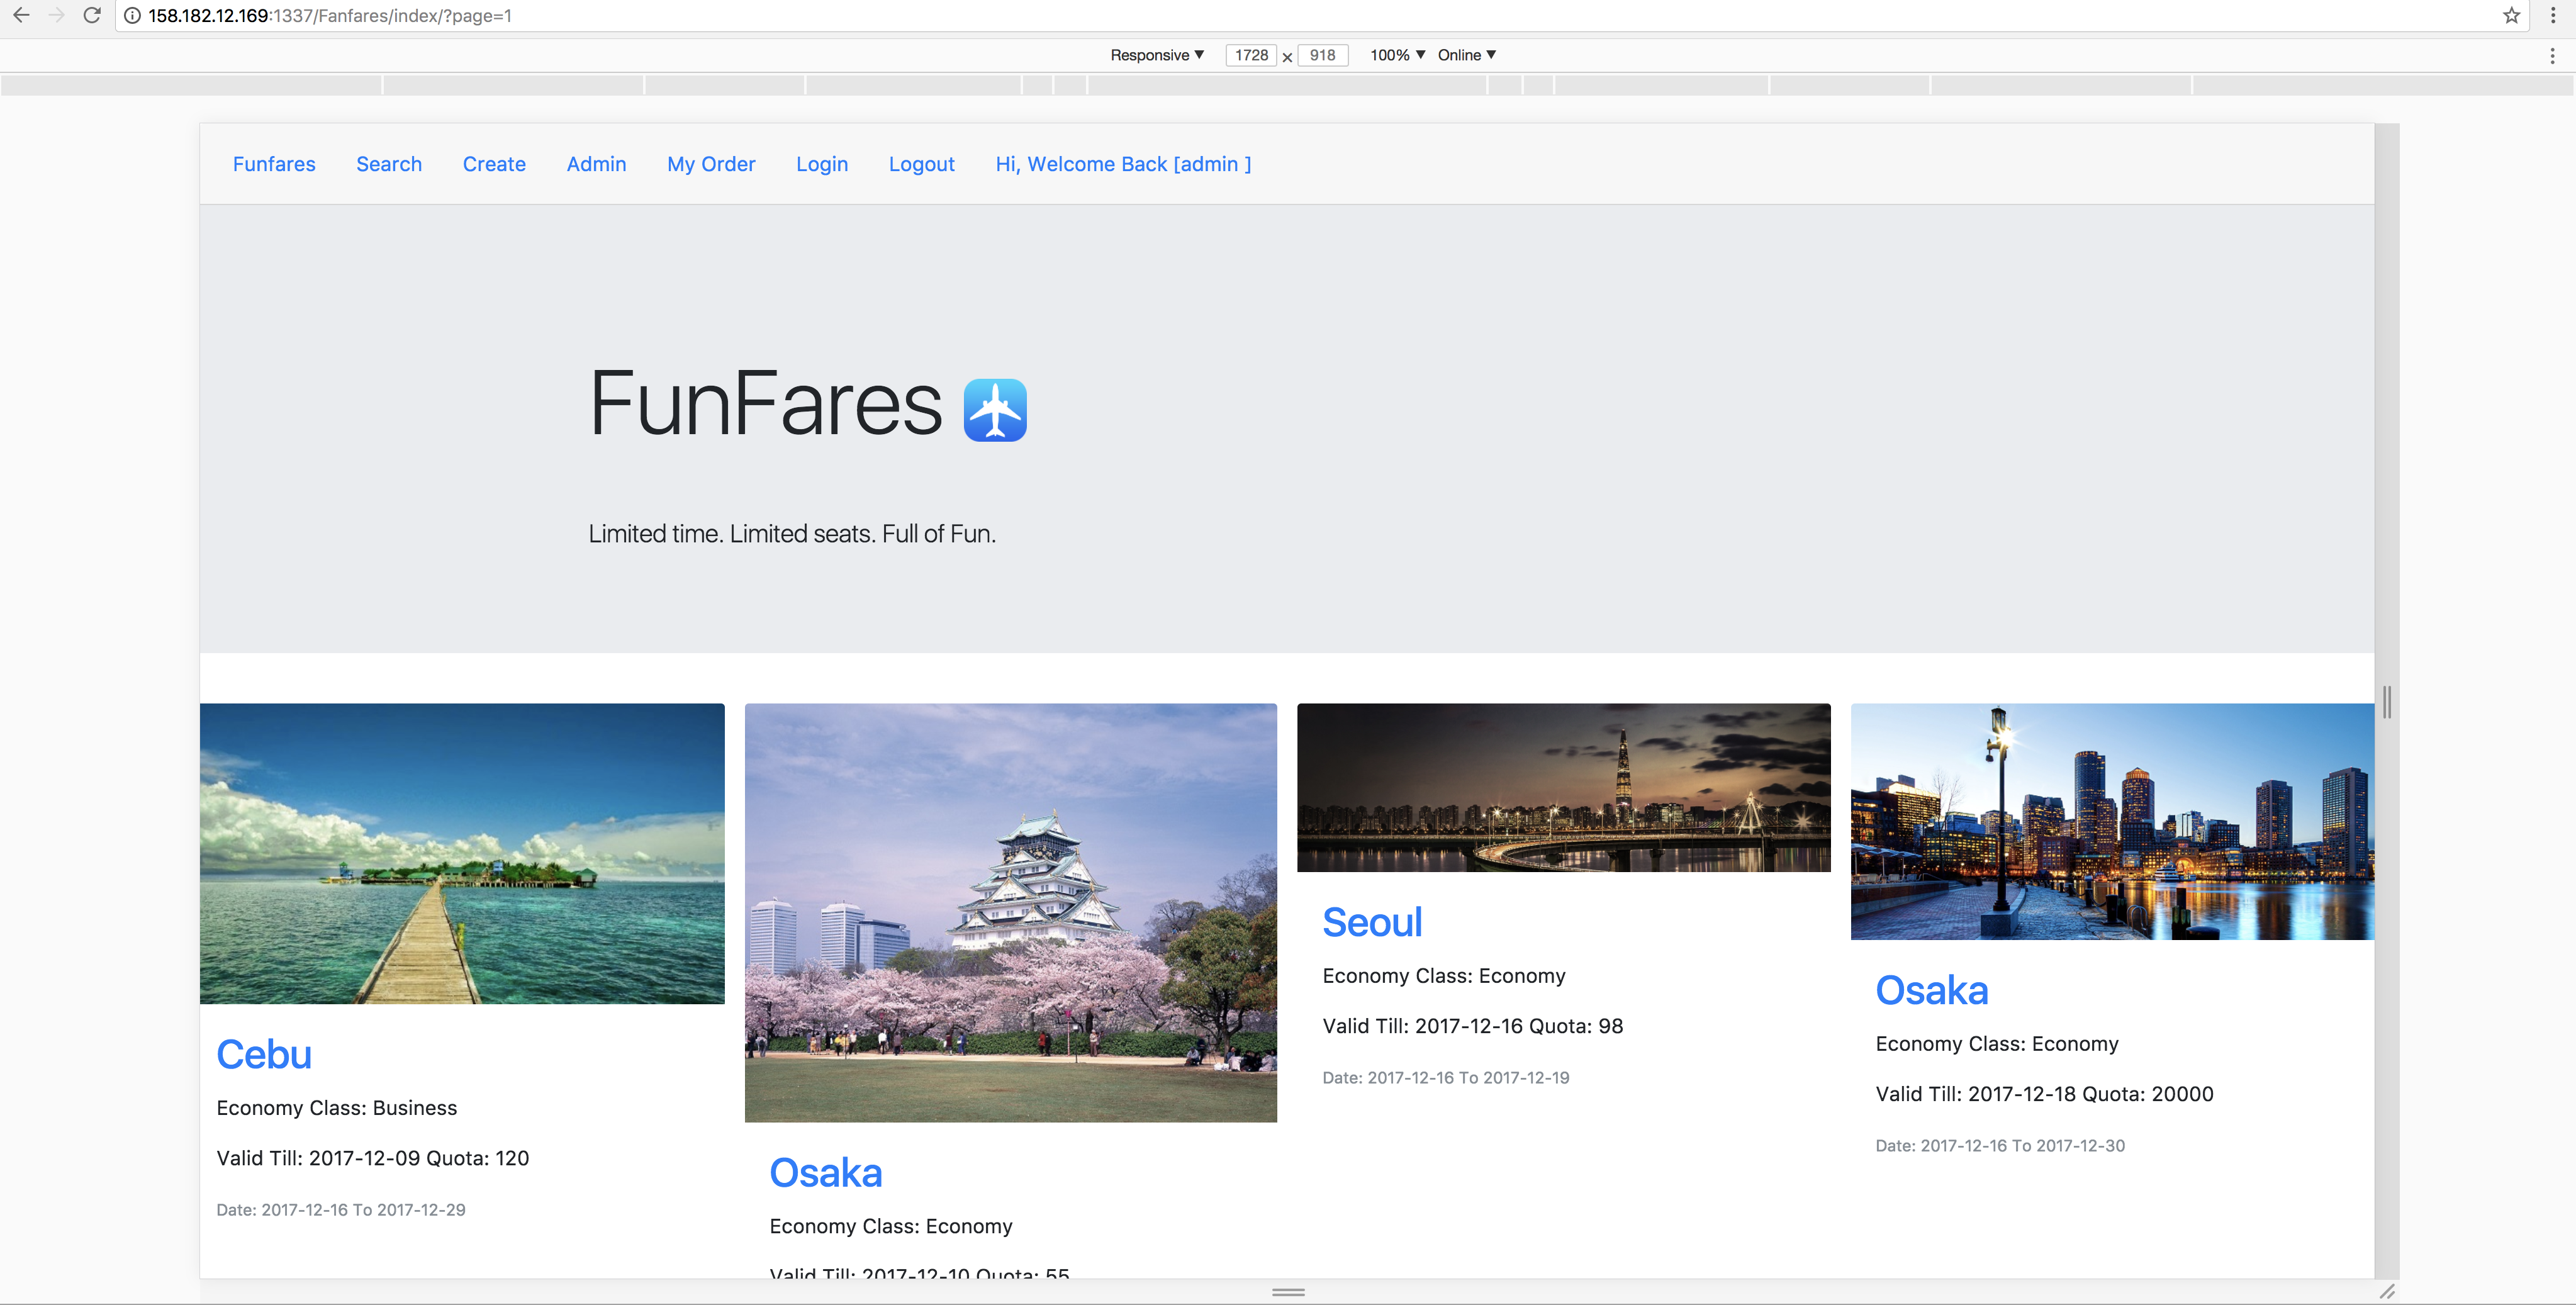 158.182.12.169:1337/Fanfares/index/?page=1
Responsive ▼ 1728 × 918 100% ▼ Online ▼
Funfares Search Create Admin My Order Login Logout Hi, Welcome Back [admin ]
FunFares
Limited time. Limited seats. Full of Fun.
Cebu
Economy Class: Business
Valid Till: 2017-12-09 Quota: 120
Date: 2017-12-16 To 2017-12-29
Osaka
Economy Class: Economy
Valid Till: 2017-12-10 Quota: 55
Seoul
Economy Class: Economy
Valid Till: 2017-12-16 Quota: 98
Date: 2017-12-16 To 2017-12-19
Osaka
Economy Class: Economy
Valid Till: 2017-12-18 Quota: 20000
Date: 2017-12-16 To 2017-12-30